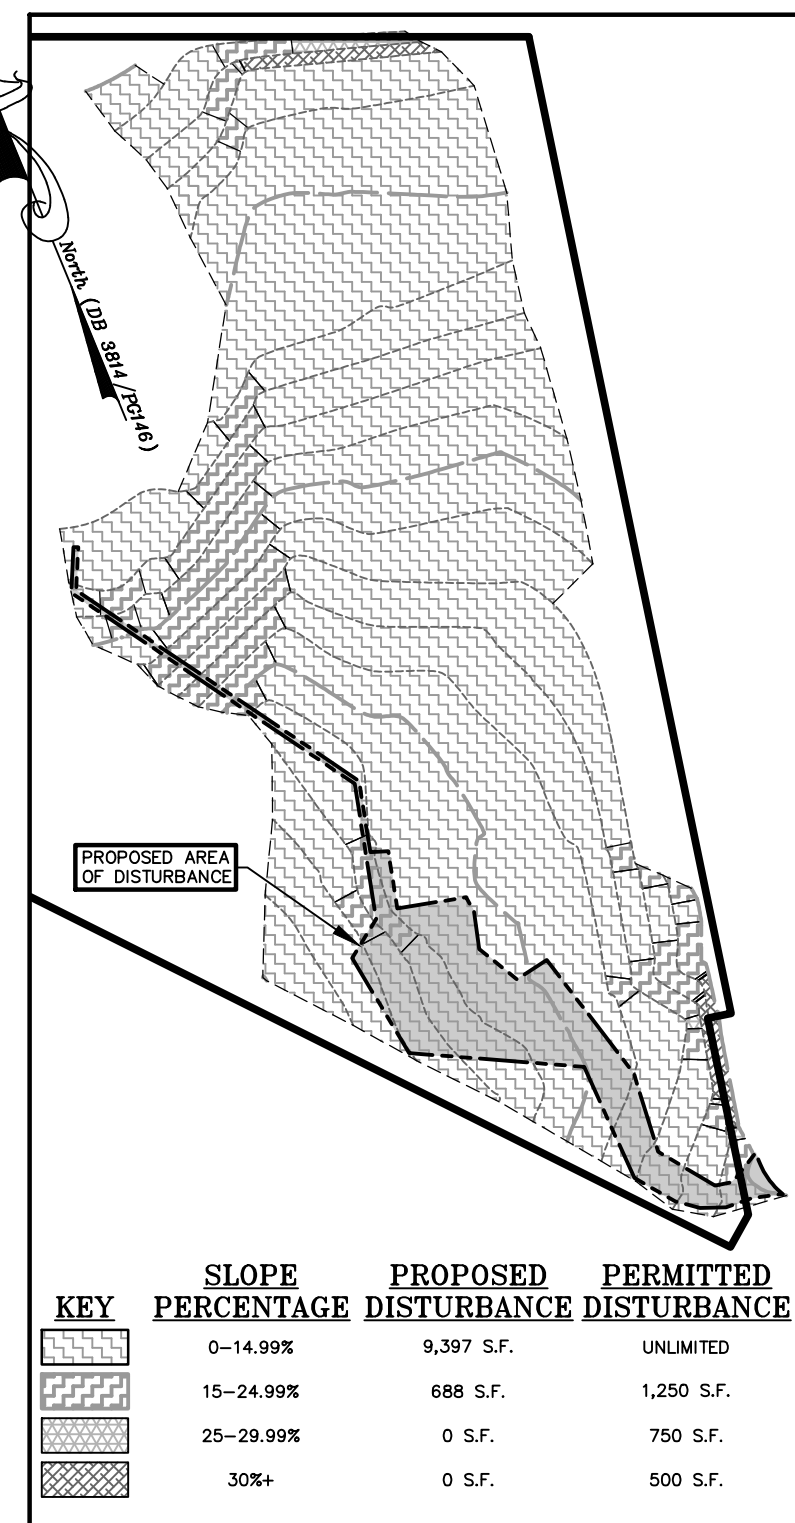 North (DB 3814/PG146)
PROPOSED AREA
OF DISTURBANCE
KEY SLOPE PERCENTAGE PROPOSED DISTURBANCE PERMITTED DISTURBANCE
0-14.99% 9,397 S.F. UNLIMITED
15-24.99% 688 S.F. 1,250 S.F.
25-29.99% 0 S.F. 750 S.F.
30%+ 0 S.F. 500 S.F.